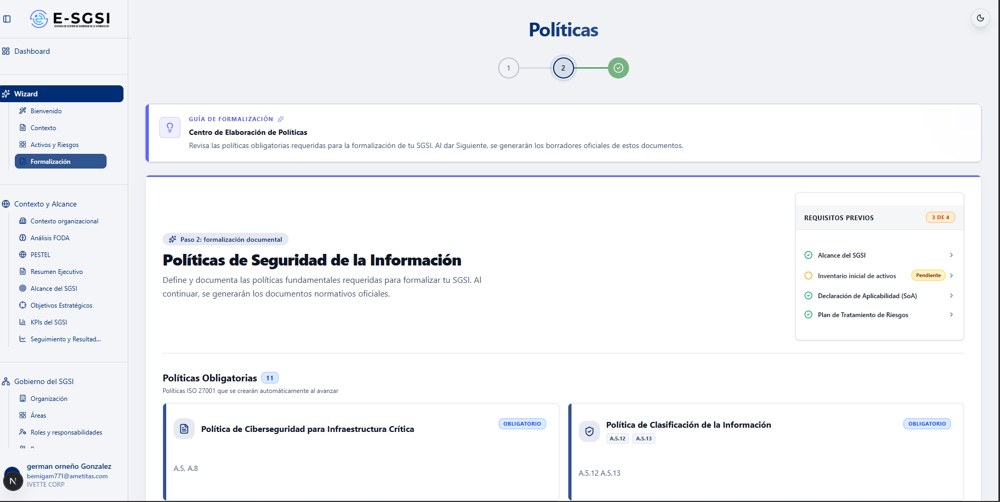 E-SGSI
SISTEMAS DE GESTIÓN DE SEGURIDAD DE LA INFORMACIÓN
Dashboard
Wizard
Bienvenido
Contexto
Activos y Riesgos
Formalización
Contexto y Alcance
Contexto organizacional
Análisis FODA
PESTEL
Resumen Ejecutivo
Alcance del SGSI
Objetivos Estratégicos
KPIs del SGSI
Seguimiento y Resultad...
Gobierno del SGSI
Organización
Áreas
Roles y responsabilidades
N
german orneño Gonzalez
bemigam771@ametitas.com
IVETTE CORP
Políticas
1
2
GUÍA DE FORMALIZACIÓN
Centro de Elaboración de Políticas
Revisa las políticas obligatorias requeridas para la formalización de tu SGSI. Al dar Siguiente, se generarán los borradores oficiales de estos documentos.
Paso 2: formalización documental
Políticas de Seguridad de la Información
Define y documenta las políticas fundamentales requeridas para formalizar tu SGSI. Al
continuar, se generarán los documentos normativos oficiales.
REQUISITOS PREVIOS 3 DE 4
Alcance del SGSI
Inventario inicial de activos Pendiente
Declaración de Aplicabilidad (SoA)
Plan de Tratamiento de Riesgos
Políticas Obligatorias 11
Políticas ISO 27001 que se crearán automáticamente al avanzar
Política de Ciberseguridad para Infraestructura Crítica
OBLIGATORIO
A.5, A.8
Política de Clasificación de la Información
OBLIGATORIO
A.5.12 A.5.13
A.5.12 A.5.13